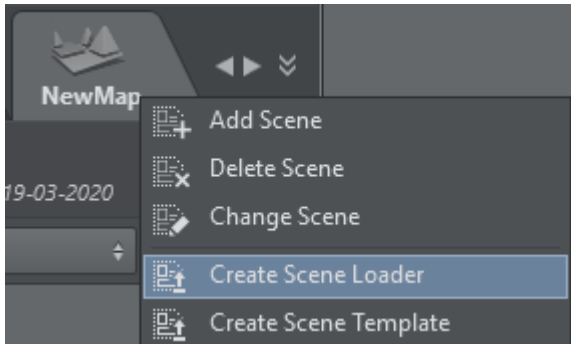 NewMap
Add Scene
Delete Scene
19-03-2020
Change Scene
Create Scene Loader
Create Scene Template